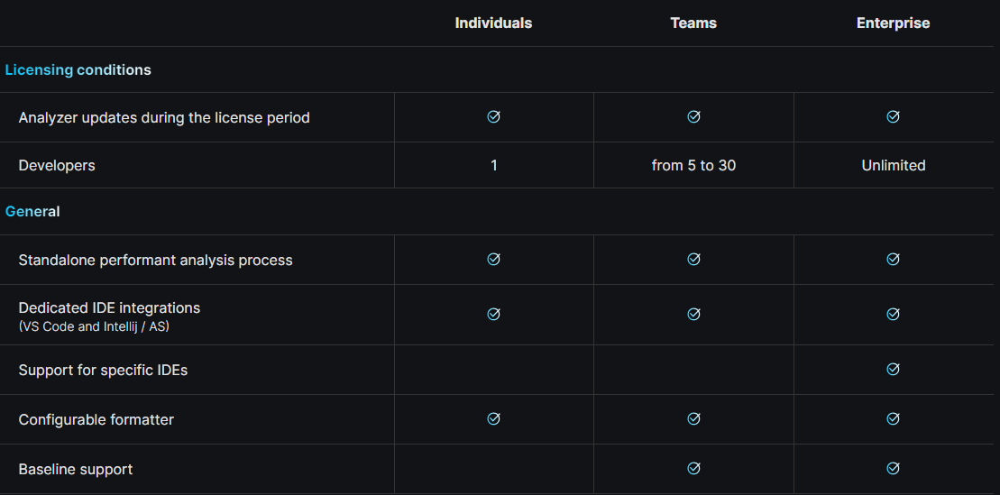 Individuals Teams Enterprise
Licensing conditions
Analyzer updates during the license period
Developers 1 from 5 to 30 Unlimited
General
Standalone performant analysis process
Dedicated IDE integrations
(VS Code and Intellij / AS)
Support for specific IDEs
Configurable formatter
Baseline support